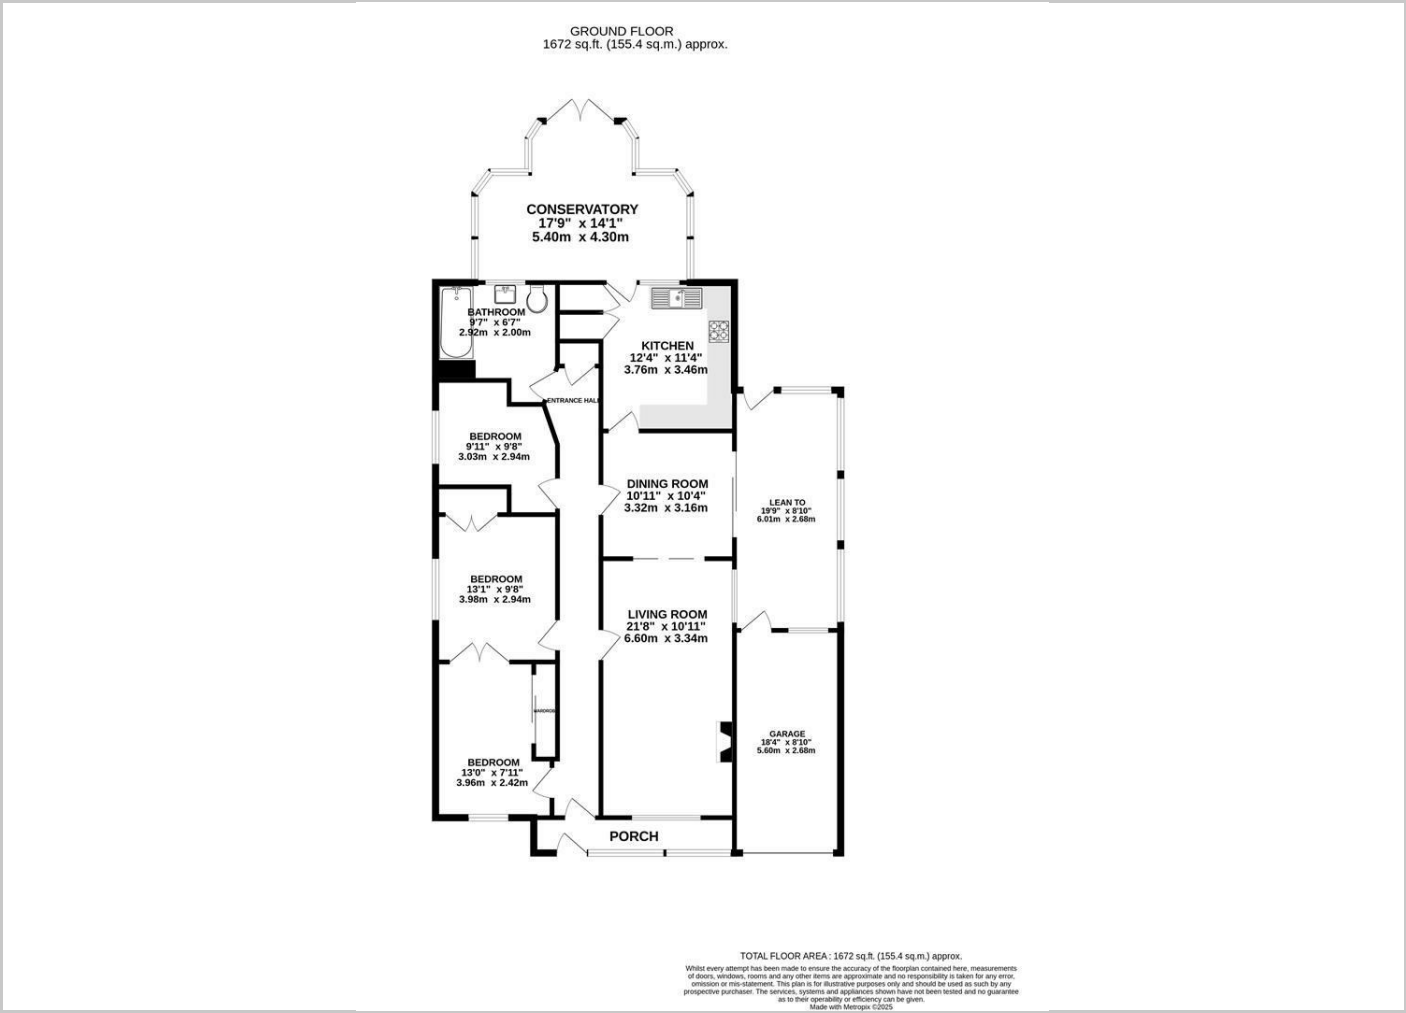 GROUND FLOOR
1672 sq.ft. (155.4 sq.m.) approx.
CONSERVATORY
17'9" x 14'1"
5.40m x 4.30m
BATHROOM
9'7" x 6'7"
2.92m x 2.00m
KITCHEN
12'4" x 11'4"
3.76m x 3.46m
ENTRANCE HALL
BEDROOM
9'11" x 9'8"
3.03m x 2.94m
DINING ROOM
10'11" x 10'4"
3.32m x 3.16m
LEAN TO
19'9" x 8'10"
6.01m x 2.68m
BEDROOM
13'1" x 9'8"
3.98m x 2.94m
LIVING ROOM
21'8" x 10'11"
6.60m x 3.34m
WARDROBE
GARAGE
18'4" x 8'10"
5.60m x 2.68m
BEDROOM
13'0" x 7'11"
3.96m x 2.42m
PORCH
TOTAL FLOOR AREA : 1672 sq.ft. (155.4 sq.m.) approx.
Whilst every attempt has been made to ensure the accuracy of the floorplan contained here, measurements
of doors, windows, rooms and any other items are approximate and no responsibility is taken for any error,
omission or mis-statement. This plan is for illustrative purposes only and should be used as such by any
prospective purchaser. The services, systems and appliances shown have not been tested and no guarantee
as to their operability or efficiency can be given.
Made with Metropix ©2025